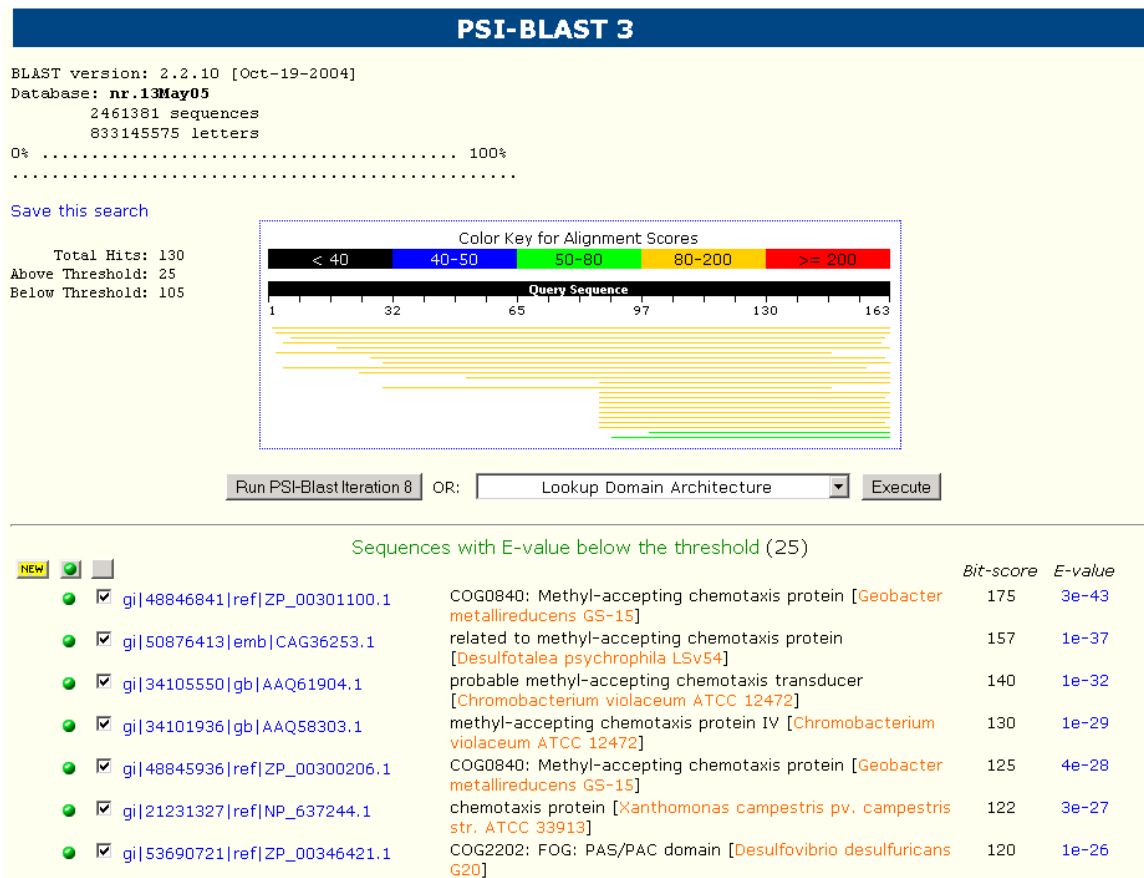 PSI-BLAST 3
BLAST version: 2.2.10 [Oct-19-2004]
Database: nr.13May05
2461381 sequences
833145575 letters
0% .......................................... 100%
...................................................
Save this search
Total Hits: 130
Above Threshold: 25
Below Threshold: 105
Color Key for Alignment Scores
< 40 40-50 50-80 80-200 >= 200
Query Sequence
1 32 65 97 130 163
Run PSI-Blast Iteration 8 OR: Lookup Domain Architecture Execute
Sequences with E-value below the threshold (25)
NEW Bit-score E-value
gi|48846841|ref|ZP_00301100.1 COG0840: Methyl-accepting chemotaxis protein [Geobacter 175 3e-43
metallireducens GS-15]
gi|50876413|emb|CAG36253.1 related to methyl-accepting chemotaxis protein 157 1e-37
[Desulfotalea psychrophila LSv54]
gi|34105550|gb|AAQ61904.1 probable methyl-accepting chemotaxis transducer 140 1e-32
[Chromobacterium violaceum ATCC 12472]
gi|34101936|gb|AAQ58303.1 methyl-accepting chemotaxis protein IV [Chromobacterium 130 1e-29
violaceum ATCC 12472]
gi|48845936|ref|ZP_00300206.1 COG0840: Methyl-accepting chemotaxis protein [Geobacter 125 4e-28
metallireducens GS-15]
gi|21231327|ref|NP_637244.1 chemotaxis protein [Xanthomonas campestris pv. campestris 122 3e-27
str. ATCC 33913]
gi|53690721|ref|ZP_00346421.1 COG2202: FOG: PAS/PAC domain [Desulfovibrio desulfuricans 120 1e-26
G20]